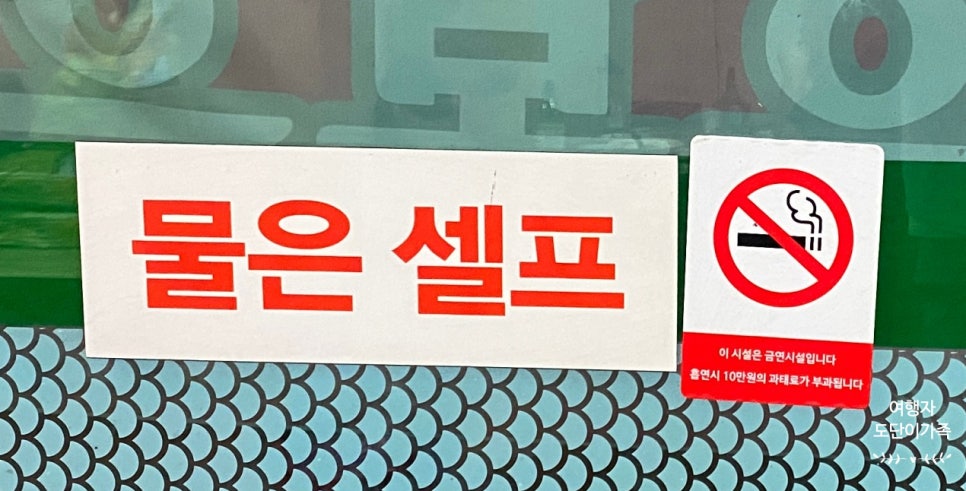 물은 셀프
이 시설은 금연시설입니다
흡연시 10만원의 과태료가 부과됩니다
여행자
도단이가족